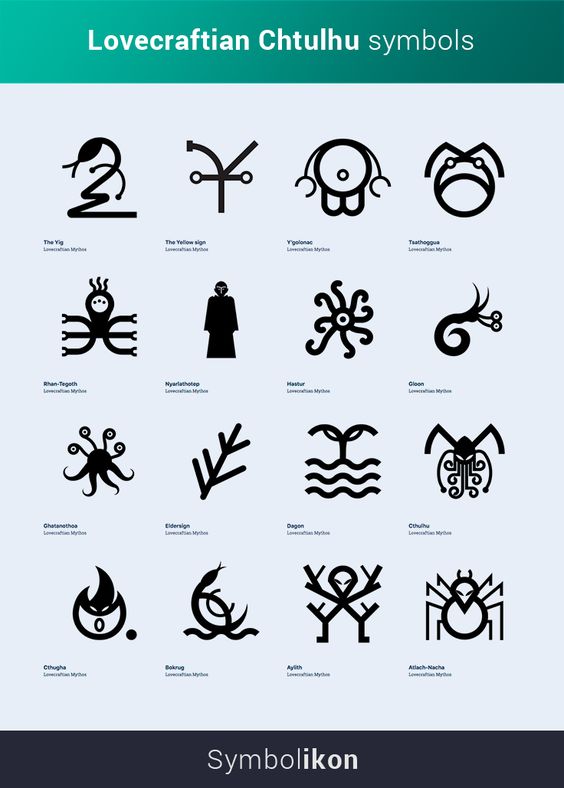 Lovecraftian Chtulhu symbols
The Yig
Lovecraftian Mythos
The Yellow sign
Lovecraftian Mythos
Y'golonac
Lovecraftian Mythos
Tsathoggua
Lovecraftian Mythos
Rhan-Tegoth
Lovecraftian Mythos
Nyarlathotep
Lovecraftian Mythos
Hastur
Lovecraftian Mythos
Gloon
Lovecraftian Mythos
Ghatanothoa
Lovecraftian Mythos
Eldersign
Lovecraftian Mythos
Dagon
Lovecraftian Mythos
Cthulhu
Lovecraftian Mythos
Cthugha
Lovecraftian Mythos
Bokrug
Lovecraftian Mythos
Aylith
Lovecraftian Mythos
Atlach-Nacha
Lovecraftian Mythos
Symbolikon